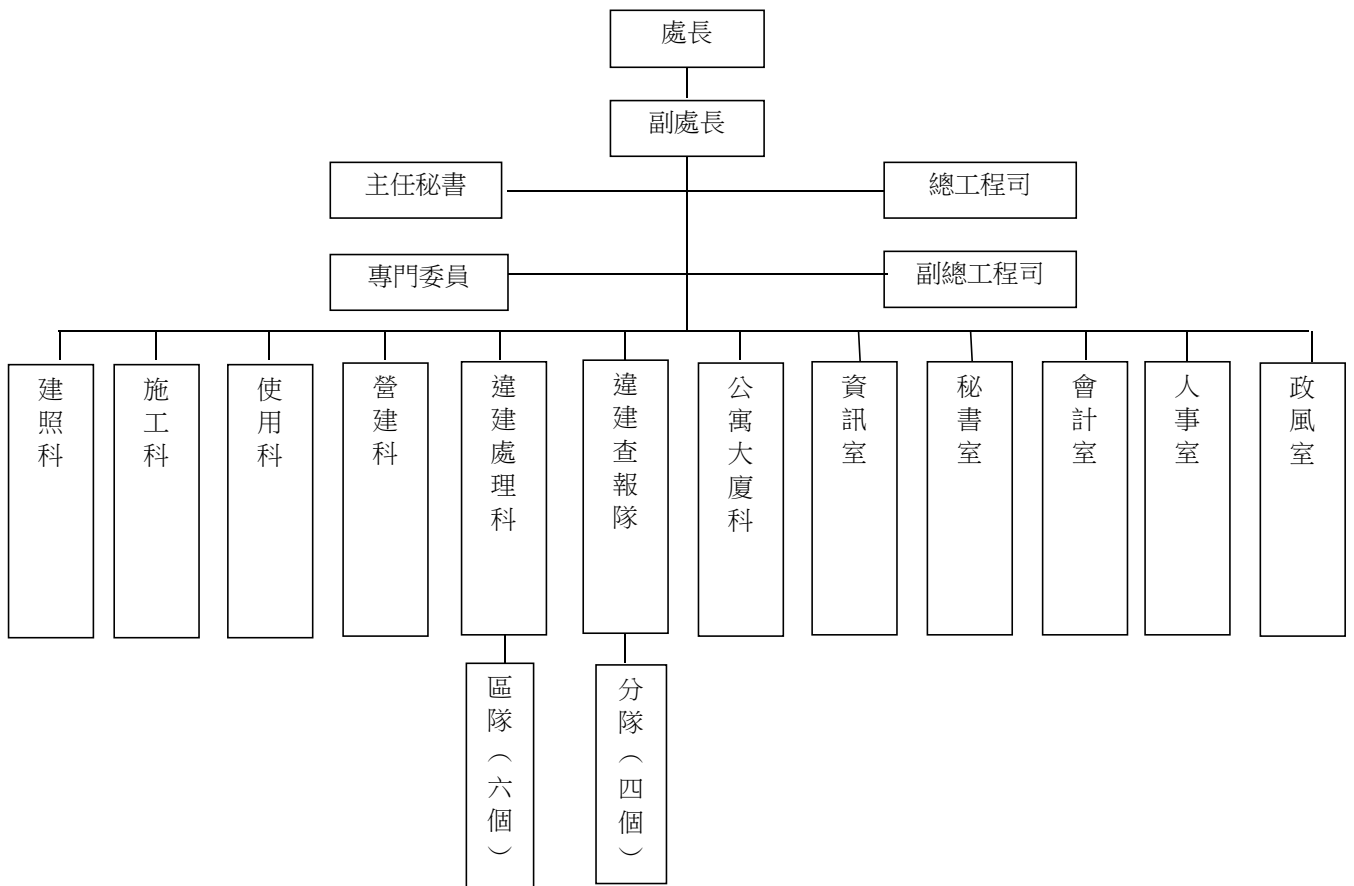 處長
副處長
主任秘書
總工程司
專門委員
副總工程司
建照科
施工科
使用科
營建科
違建處理科
違建查報隊
公寓大廈科
資訊室
秘書室
會計室
人事室
政風室
區隊（六個）
分隊（四個）